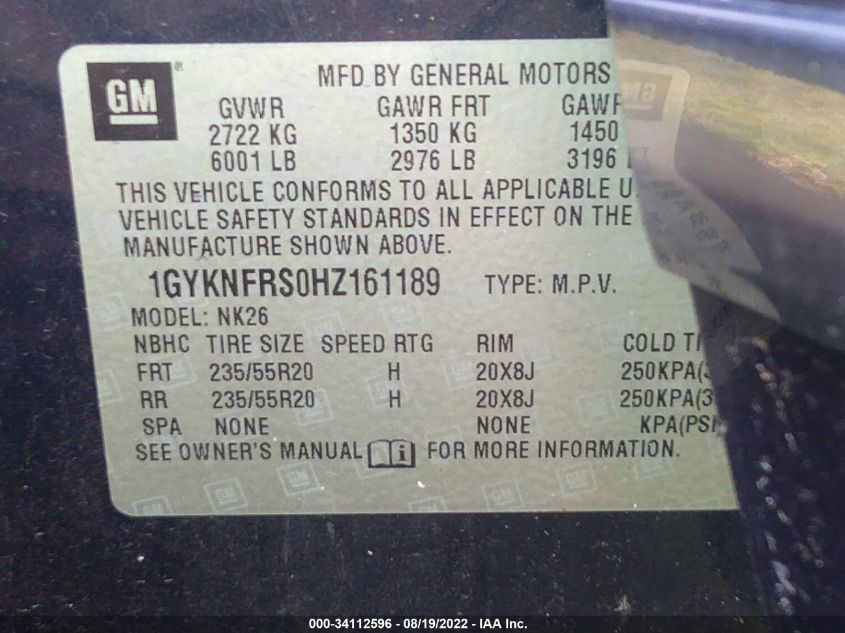 GM ® MFD BY GENERAL MOTORS
GVWR GAWR FRT
2722 KG 1350 KG 1450
6001 LB 2976 LB 3196
THIS VEHICLE CONFORMS TO ALL APPLICABLE
VEHICLE SAFETY STANDARDS IN EFFECT ON THE
MANUFACTURE SHOWN ABOVE.
1GYKNFRS0HZ161189 TYPE: M.P.V.
MODEL: NK26
NBHC TIRE SIZE SPEED RTG RIM COLD
FRT 235/55R20 H 20X8J 250KPA(3
RR 235/55R20 H 20X8J 250KPA(3
SPA NONE NONE KPA(PSI
SEE OWNER'S MANUAL FOR MORE INFORMATION.
000-34112596 - 08/19/2022 - IAA Inc.